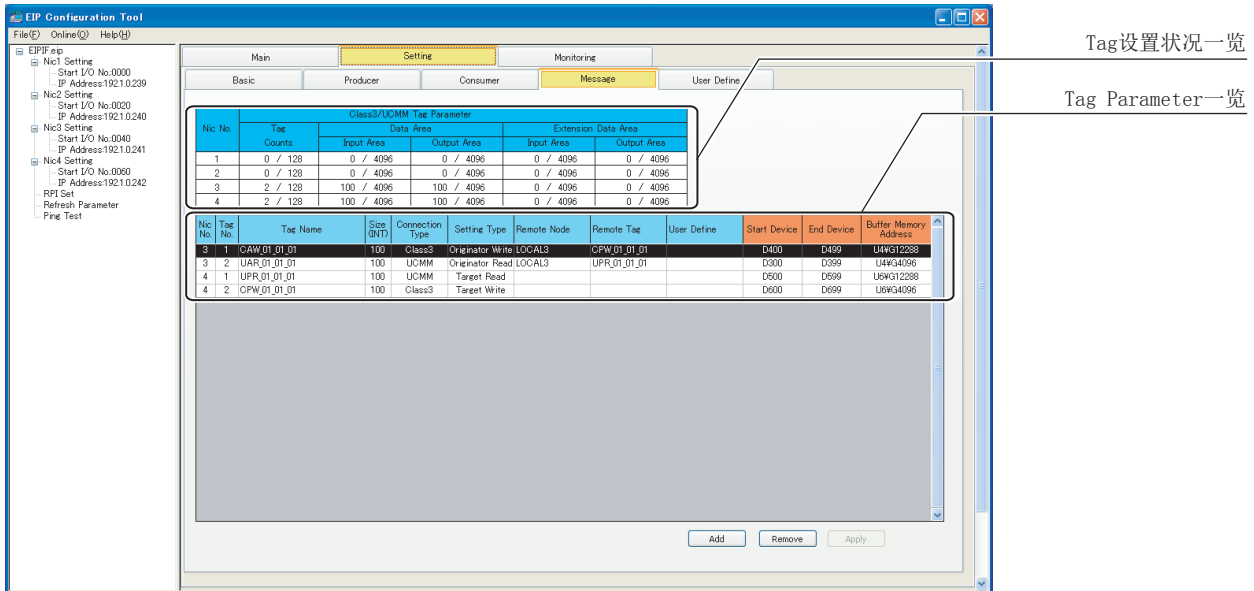 EIP Configuration Tool
File(F) Online(O) Help(H)
EIPIF.eip
Nic1 Setting
Start I/O No.:0000
IP Address:192.1.0.239
Nic2 Setting
Start I/O No.:0020
IP Address:192.1.0.240
Nic3 Setting
Start I/O No.:0040
IP Address:192.1.0.241
Nic4 Setting
Start I/O No.:0060
IP Address:192.1.0.242
RPI Set
Refresh Parameter
Ping Test
Main Setting Monitoring
Basic Producer Consumer Message User Define
Tag设置状况一览
Tag Parameter一览
Class3/UCMM Tag Parameter
Nic No. Tag Counts Data Area Extension Data Area
Input Area Output Area Input Area Output Area
1 0 / 128 0 / 4096 0 / 4096 0 / 4096 0 / 4096
2 0 / 128 0 / 4096 0 / 4096 0 / 4096 0 / 4096
3 2 / 128 100 / 4096 100 / 4096 0 / 4096 0 / 4096
4 2 / 128 100 / 4096 100 / 4096 0 / 4096 0 / 4096
Nic No. Tag No. Tag Name Size (INT) Connection Type Setting Type Remote Node Remote Tag User Define Start Device End Device Buffer Memory Address
3 1 CAW_01_01_01 100 Class3 Originator Write LOCAL3 CPW_01_01_01 D400 D499 U4¥G12288
3 2 UAR_01_01_01 100 UCMM Originator Read LOCAL3 UPR_01_01_01 D300 D399 U4¥G4096
4 1 UPR_01_01_01 100 UCMM Target Read D500 D599 U6¥G12288
4 2 CPW_01_01_01 100 Class3 Target Write D600 D699 U6¥G4096
Add Remove Apply